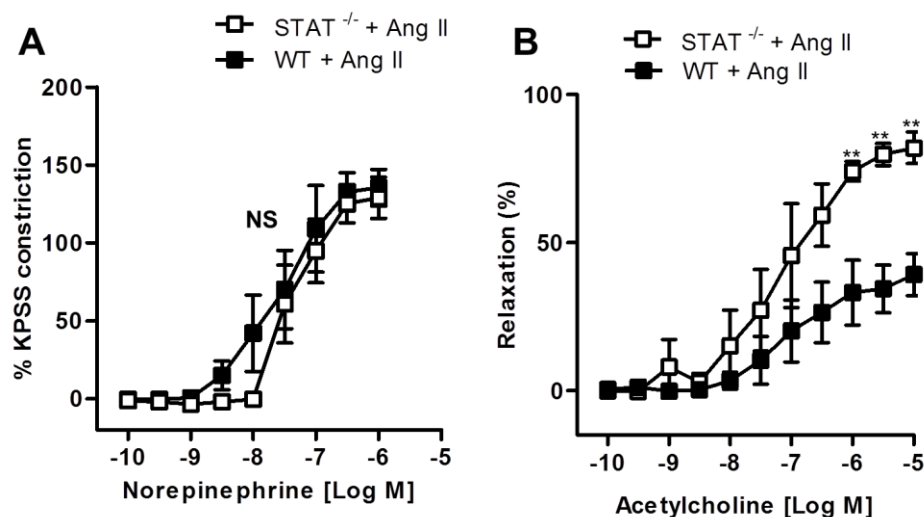 A
STAT -/- + Ang II
WT + Ang II
200
150
100
50
0
% KPSS constriction
NS
-10
-9
-8
-7
-6
-5
Norepinephrine [Log M]
B
STAT -/- + Ang II
WT + Ang II
100
50
0
Relaxation (%)
**
**
**
-10
-9
-8
-7
-6
-5
Acetylcholine [Log M]